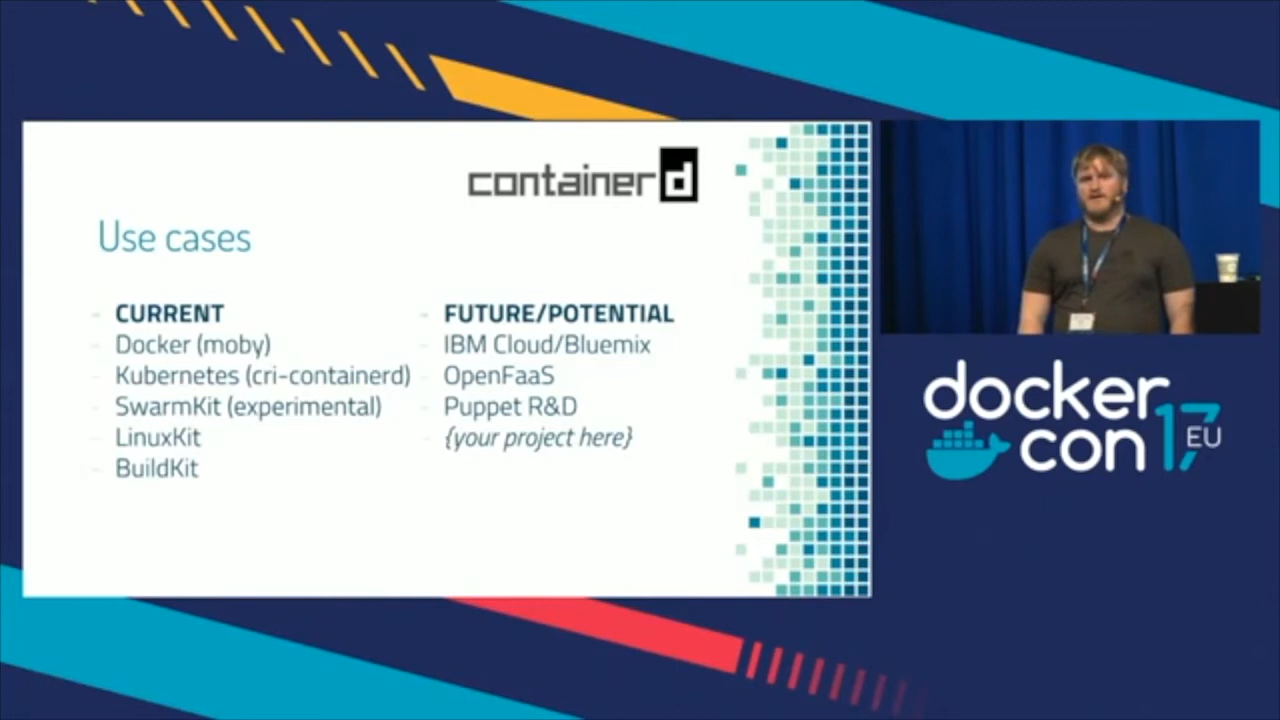 containerd
Use cases
- CURRENT
- Docker (moby)
- Kubernetes (cri-containerd)
- SwarmKit (experimental)
- LinuxKit
- BuildKit
- FUTURE/POTENTIAL
- IBM Cloud/Bluemix
- OpenFaaS
- Puppet R&D
- {your project here}
docker
con 17 EU